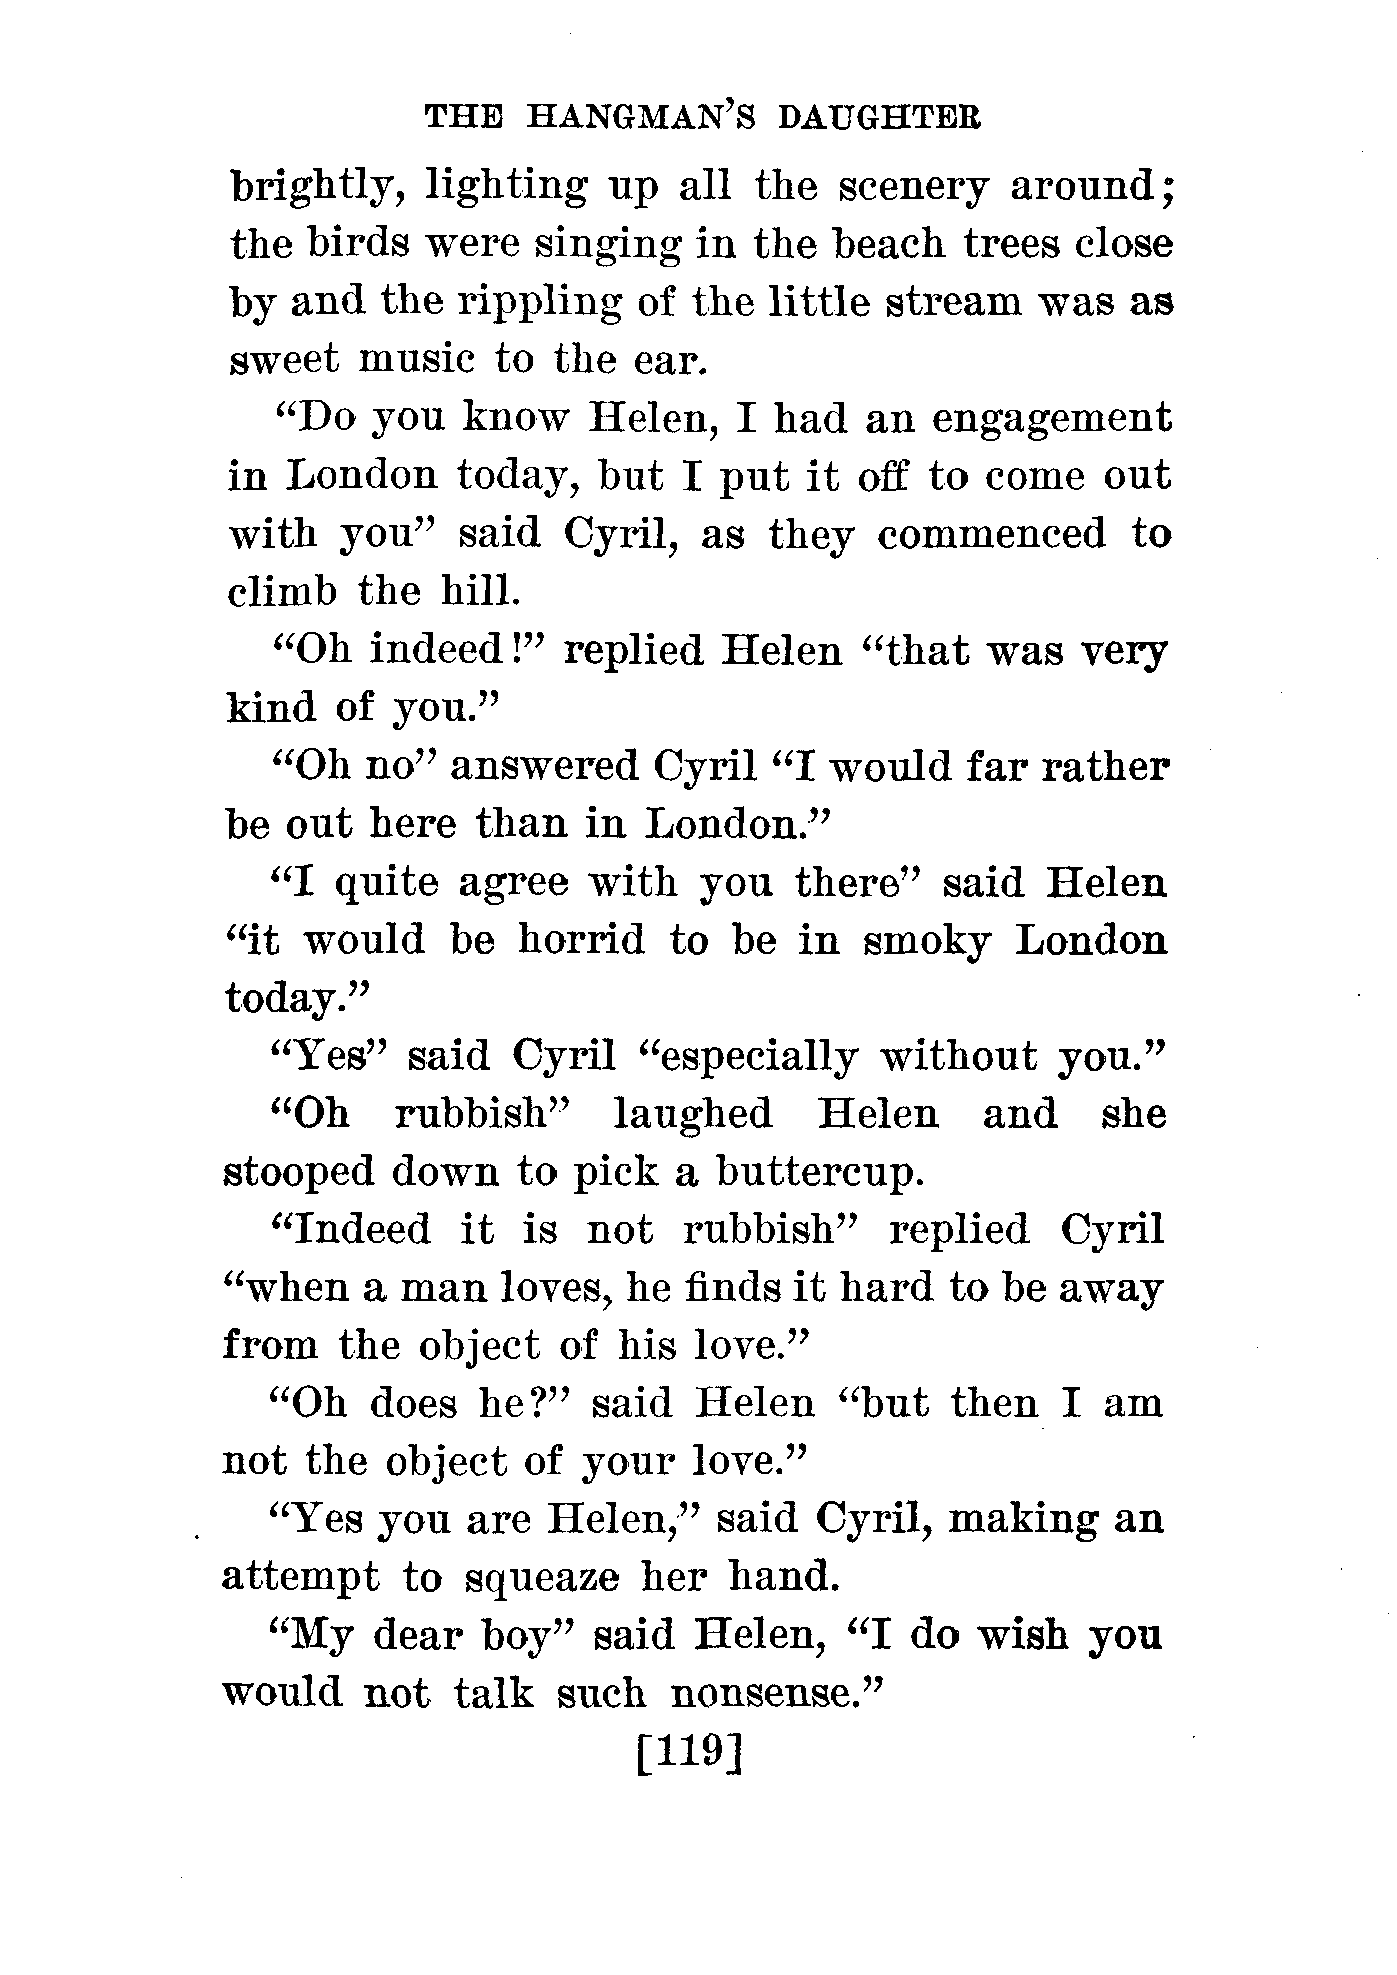 THE HANGMAN'S DAUGHTER
brightly, lighting up all the scenery around;
the birds were singing in the beach trees close
by and the rippling of the little stream was as
sweet music to the ear.
“Do you know Helen, I had an engagement
in London today, but I put it off to come out
with you” said Cyril, as they commenced to
climb the hill.
“Oh indeed!” replied Helen “that was very
kind of you.”
“Oh no” answered Cyril “I would far rather
be out here than in London.”
“I quite agree with you there” said Helen
“it would be horrid to be in smoky London
today.”
“Yes” said Cyril “especially without you.”
“Oh rubbish” laughed Helen and she
stooped down to pick a buttercup.
“Indeed it is not rubbish” replied Cyril
“when a man loves, he finds it hard to be away
from the object of his love.”
“Oh does he?” said Helen “but then I am
not the object of your love.”
“Yes you are Helen,” said Cyril, making an
attempt to squeaze her hand.
“My dear boy” said Helen, “I do wish you
would not talk such nonsense.”
[119]